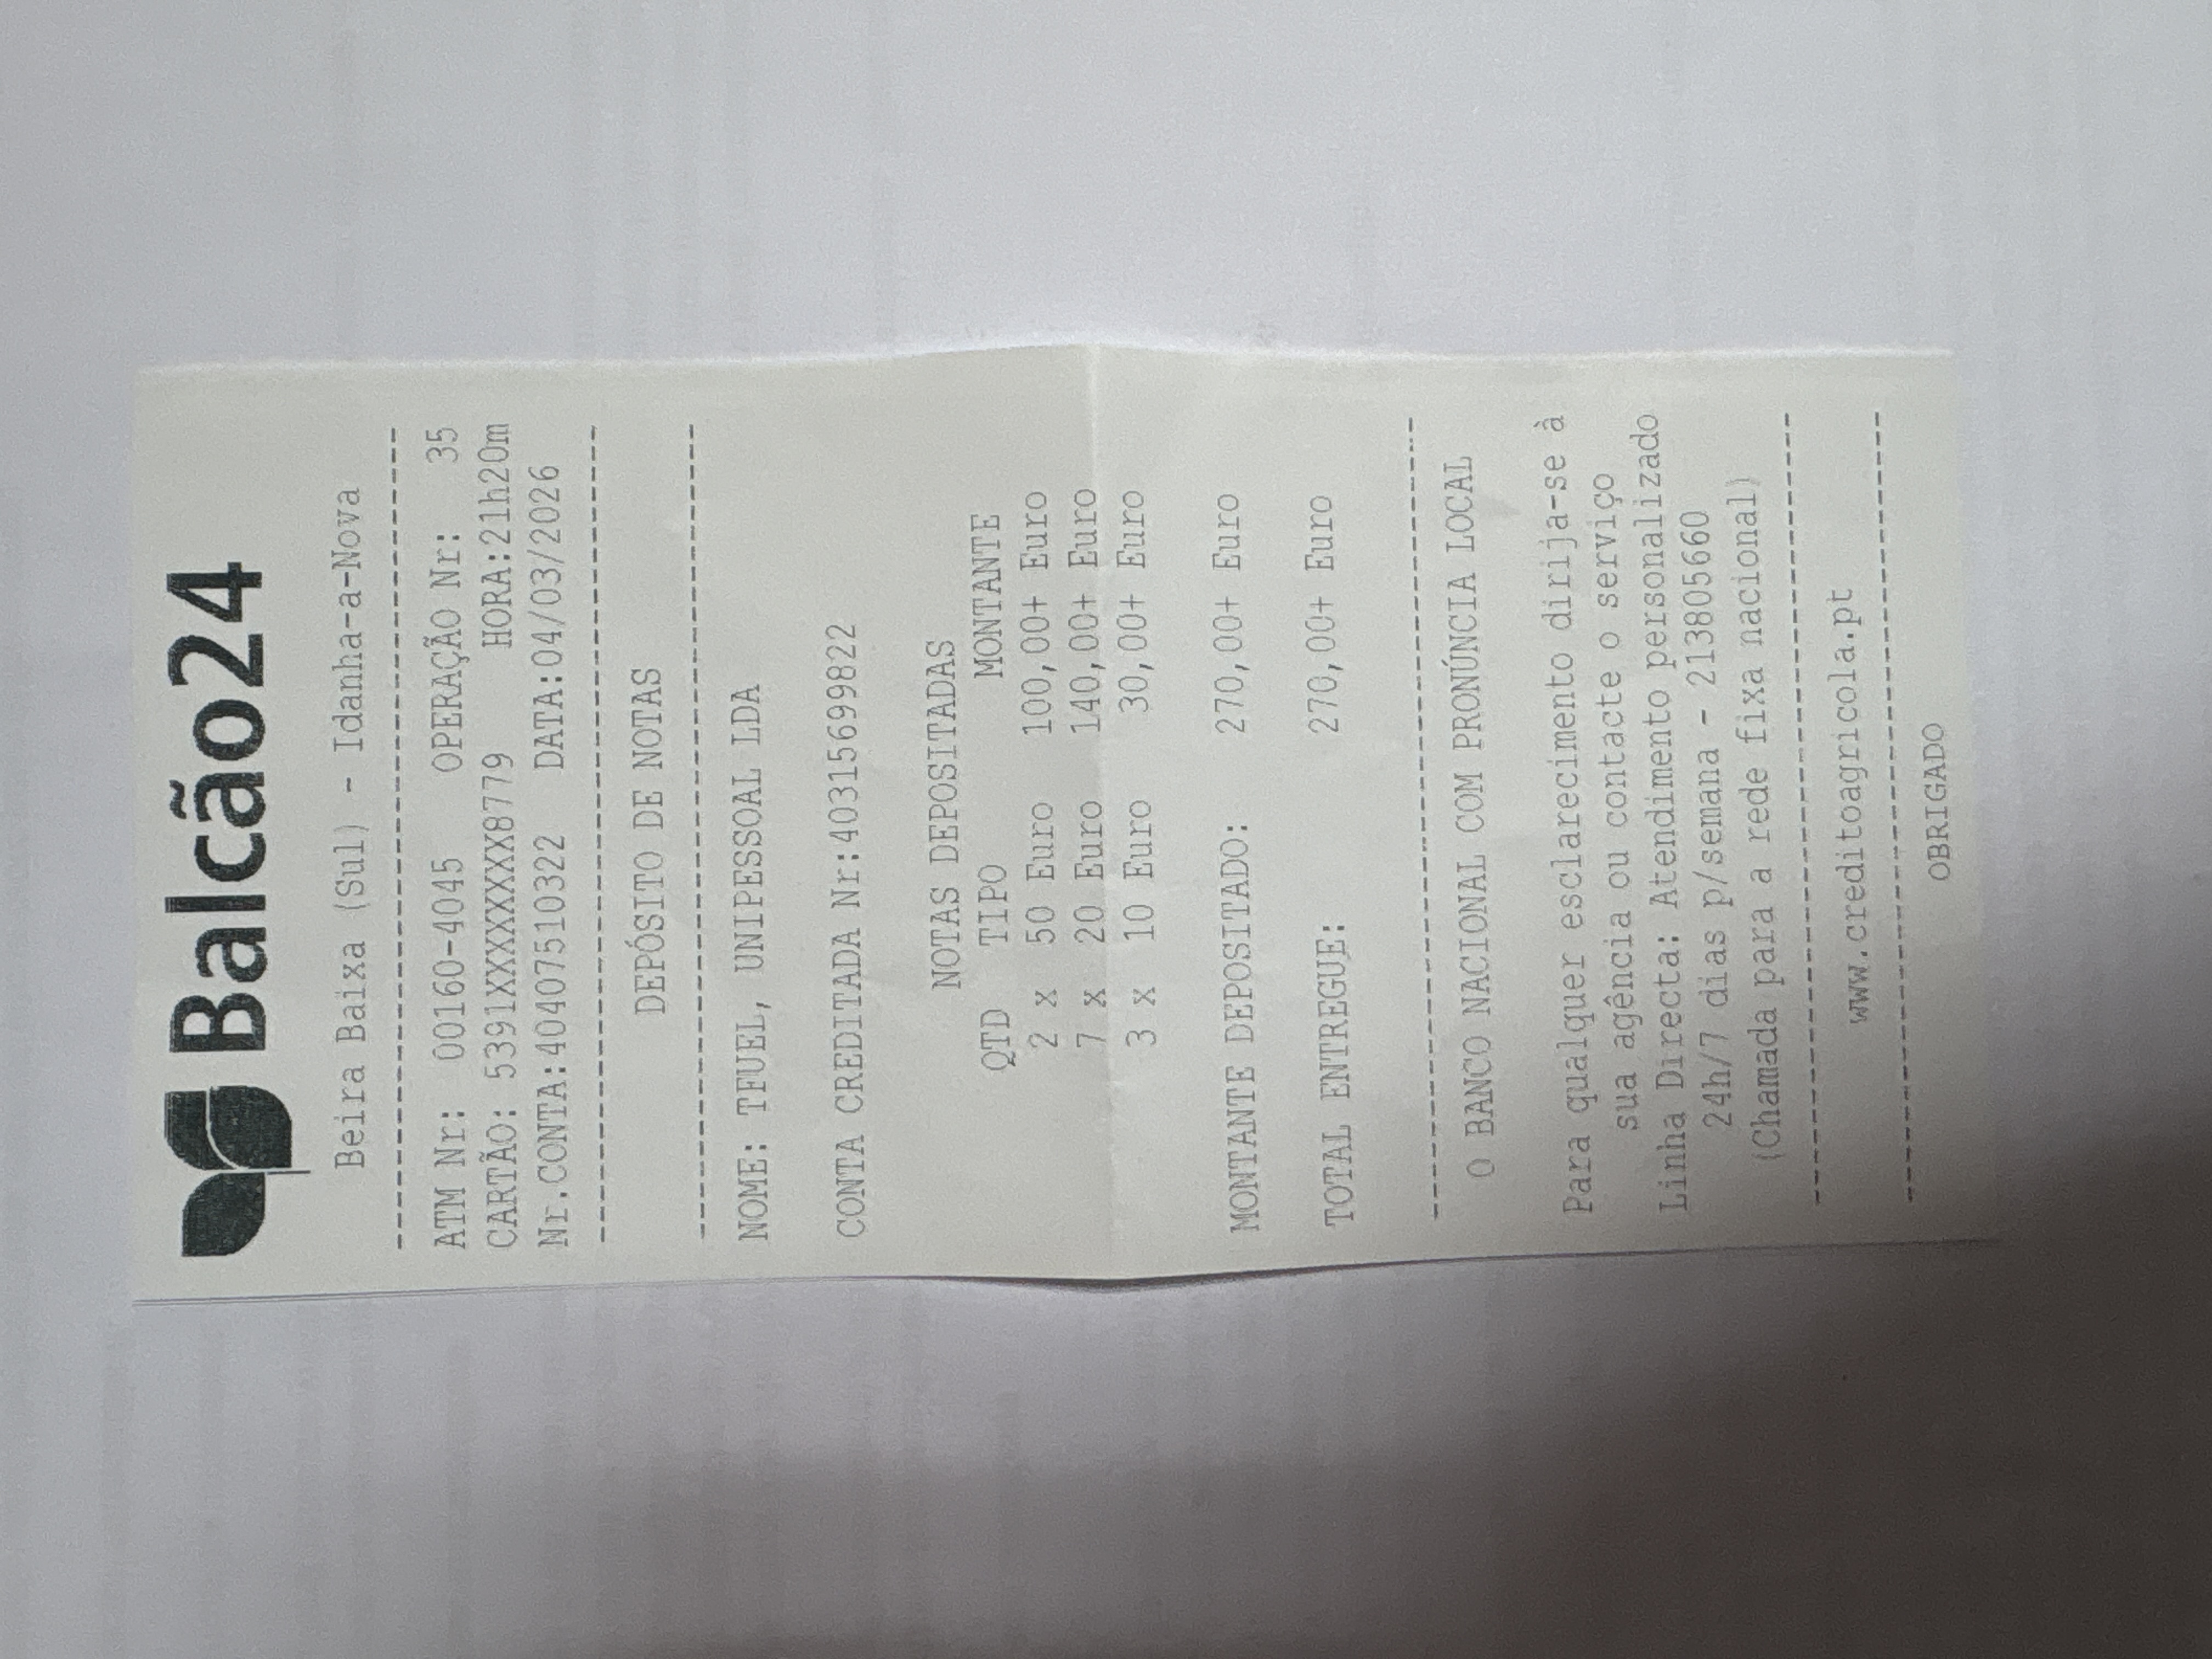 Balcão24
Beira Baixa (Sul) - Idanha-a-Nova
----------------------------------------
ATM Nr: 00160-4045 OPERAÇÃO Nr: 35
CARTÃO: 5391XXXXXXXX8779 HORA:21h20m
Nr.CONTA:40407510322 DATA:04/03/2026
----------------------------------------
DEPÓSITO DE NOTAS
----------------------------------------
NOME: TFUEL, UNIPESSOAL LDA
CONTA CREDITADA Nr:40315699822
NOTAS DEPOSITADAS
QTD TIPO MONTANTE
2 x 50 Euro 100,00+ Euro
7 x 20 Euro 140,00+ Euro
3 x 10 Euro 30,00+ Euro
MONTANTE DEPOSITADO: 270,00+ Euro
TOTAL ENTREGUE: 270,00+ Euro
----------------------------------------
O BANCO NACIONAL COM PRONÚNCIA LOCAL
Para qualquer esclarecimento dirija-se à
sua agência ou contacte o serviço
Linha Directa: Atendimento personalizado
24h/7 dias p/semana - 213805660
(Chamada para a rede fixa nacional)
----------------------------------------
www.creditoagricola.pt
----------------------------------------
OBRIGADO